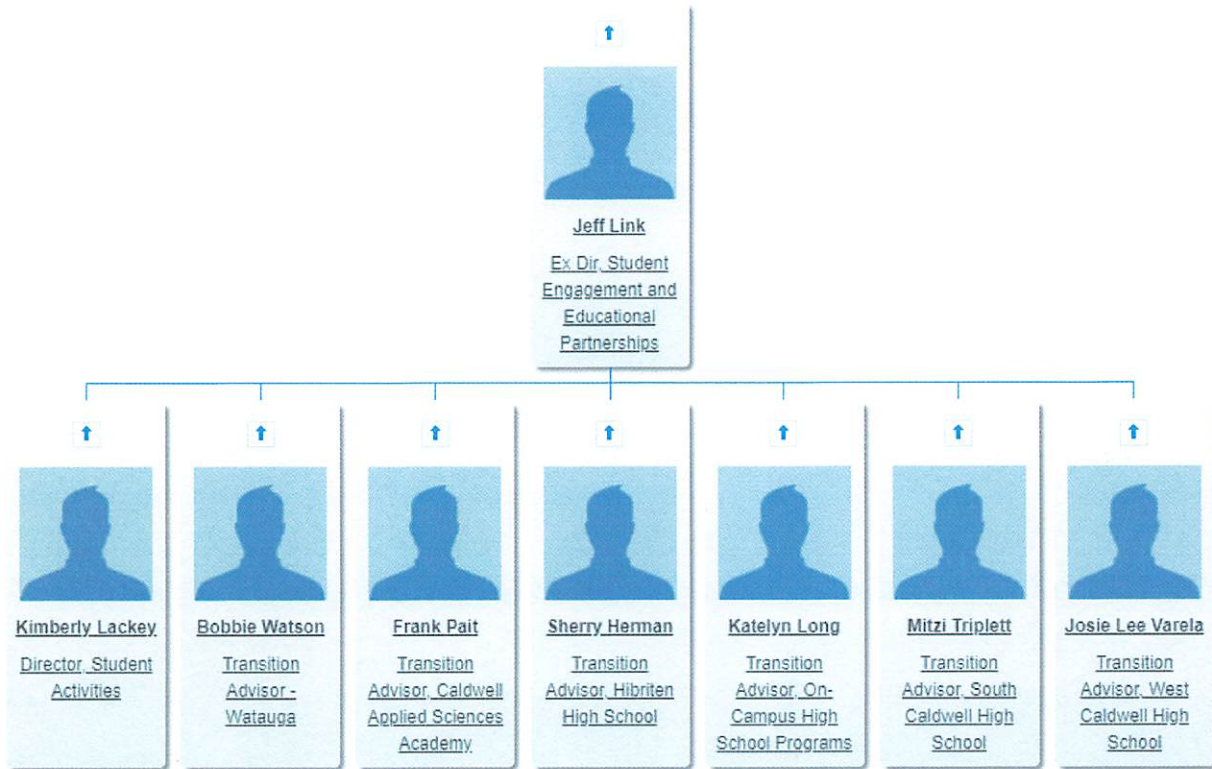 Jeff Link
Ex Dir, Student
Engagement and
Educational
Partnerships
Kimberly Lackey
Director, Student
Activities
Bobbie Watson
Transition
Advisor -
Watauga
Frank Pait
Transition
Advisor, Caldwell
Applied Sciences
Academy
Sherry Herman
Transition
Advisor, Hibriten
High School
Katelyn Long
Transition
Advisor, On-
Campus High
School Programs
Mitzi Triplett
Transition
Advisor, South
Caldwell High
School
Josie Lee Varela
Transition
Advisor, West
Caldwell High
School